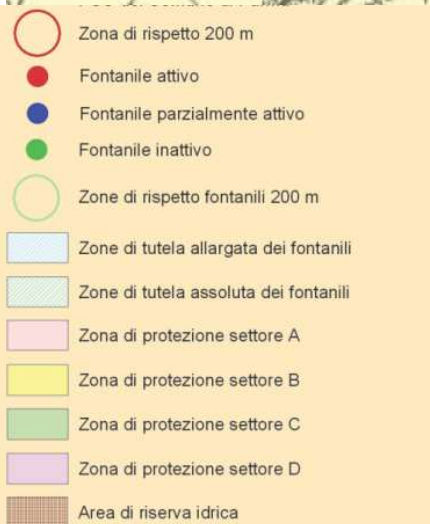 Zona di rispetto 200 m
Fontanile attivo
Fontanile parzialmente attivo
Fontanile inattivo
Zone di rispetto fontanili 200 m
Zone di tutela allargata dei fontanili
Zone di tutela assoluta dei fontanili
Zona di protezione settore A
Zona di protezione settore B
Zona di protezione settore C
Zona di protezione settore D
Area di riserva idrica